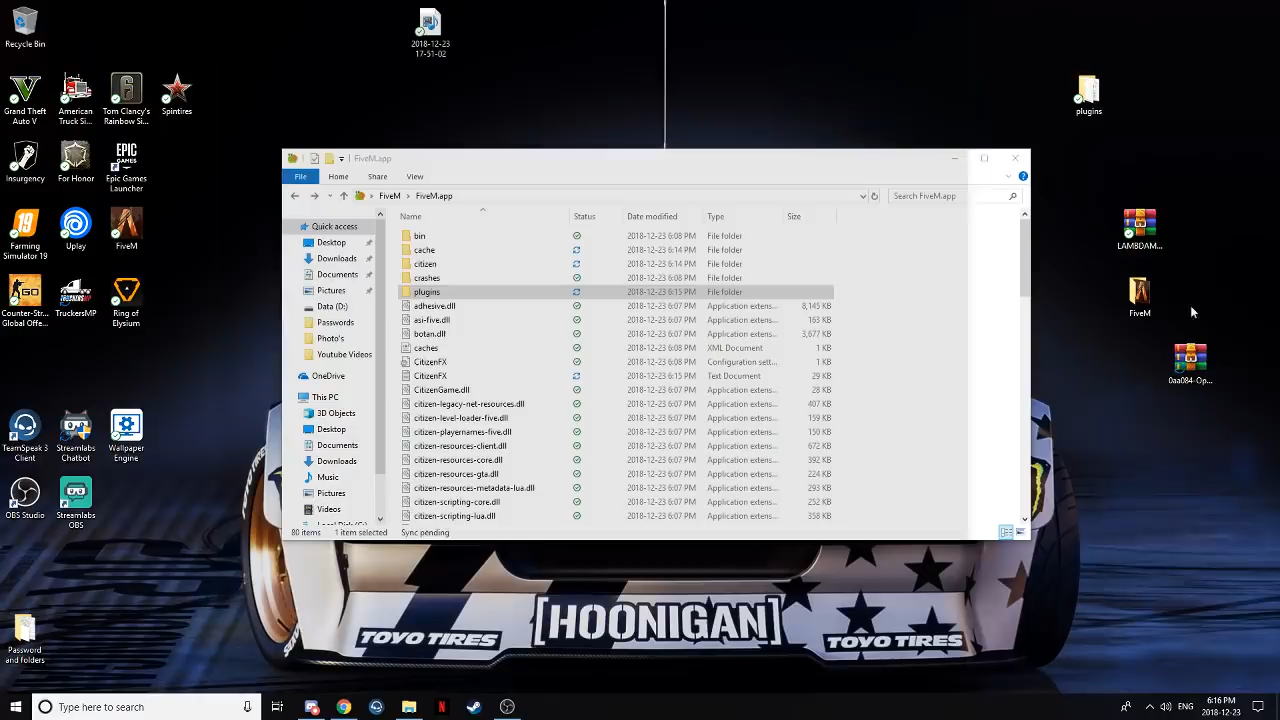 Recycle Bin
2018-12-23
17-51-02
Grand Theft
Auto V
American
Truck Si...
Tom Clancy's
Rainbow Si...
Spintires
plugins
Insurgency
For Honor
Epic Games
Launcher
Farming
Simulator 19
Uplay
FiveM
Counter-Str...
Global Offe...
TruckersMP
Ring of
Elysium
TeamSpeak 3
Client
Streamlabs
Chatbot
Wallpaper
Engine
OBS Studio
Streamlabs
OBS
Password
and folders
LAMBDAM...
FiveM
0aa084-Op...
FiveM.app
File Home Share View
FiveM FiveM.app
Search FiveM.app
Quick access
Desktop
Downloads
Documents
Pictures
Data (D:)
Passwords
Photo's
Youtube Videos
OneDrive
This PC
3D Objects
Desktop
Documents
Downloads
Music
Pictures
Videos
Name Status Date modified Type Size
bin 2018-12-23 6:08 PM File folder
cache 2018-12-23 6:14 PM File folder
citizen 2018-12-23 6:14 PM File folder
crashes 2018-12-23 6:08 PM File folder
plugins 2018-12-23 6:15 PM File folder
adhesive.dll 2018-12-23 6:07 PM Application extens... 8,145 KB
asi-five.dll 2018-12-23 6:07 PM Application extens... 163 KB
botan.dll 2018-12-23 6:07 PM Application extens... 3,677 KB
caches 2018-12-23 6:08 PM XML Document 1 KB
CitizenFX 2018-12-23 6:08 PM Configuration sett... 1 KB
CitizenFX 2018-12-23 6:15 PM Text Document 29 KB
CitizenGame.dll 2018-12-23 6:07 PM Application extens... 28 KB
citizen-legacy-net-resources.dll 2018-12-23 6:07 PM Application extens... 407 KB
citizen-level-loader-five.dll 2018-12-23 6:07 PM Application extens... 159 KB
citizen-playernames-five.dll 2018-12-23 6:07 PM Application extens... 150 KB
citizen-resources-client.dll 2018-12-23 6:07 PM Application extens... 672 KB
citizen-resources-core.dll 2018-12-23 6:07 PM Application extens... 392 KB
citizen-resources-gta.dll 2018-12-23 6:07 PM Application extens... 224 KB
citizen-resources-metadata-lua.dll 2018-12-23 6:07 PM Application extens... 293 KB
citizen-scripting-core.dll 2018-12-23 6:07 PM Application extens... 252 KB
citizen-scripting-lua.dll 2018-12-23 6:07 PM Application extens... 358 KB
80 items 1 item selected Sync pending
TOYO TIRES [HOONIGAN] TOYO TIRES
Type here to search
ENG
6:16 PM
2018-12-23